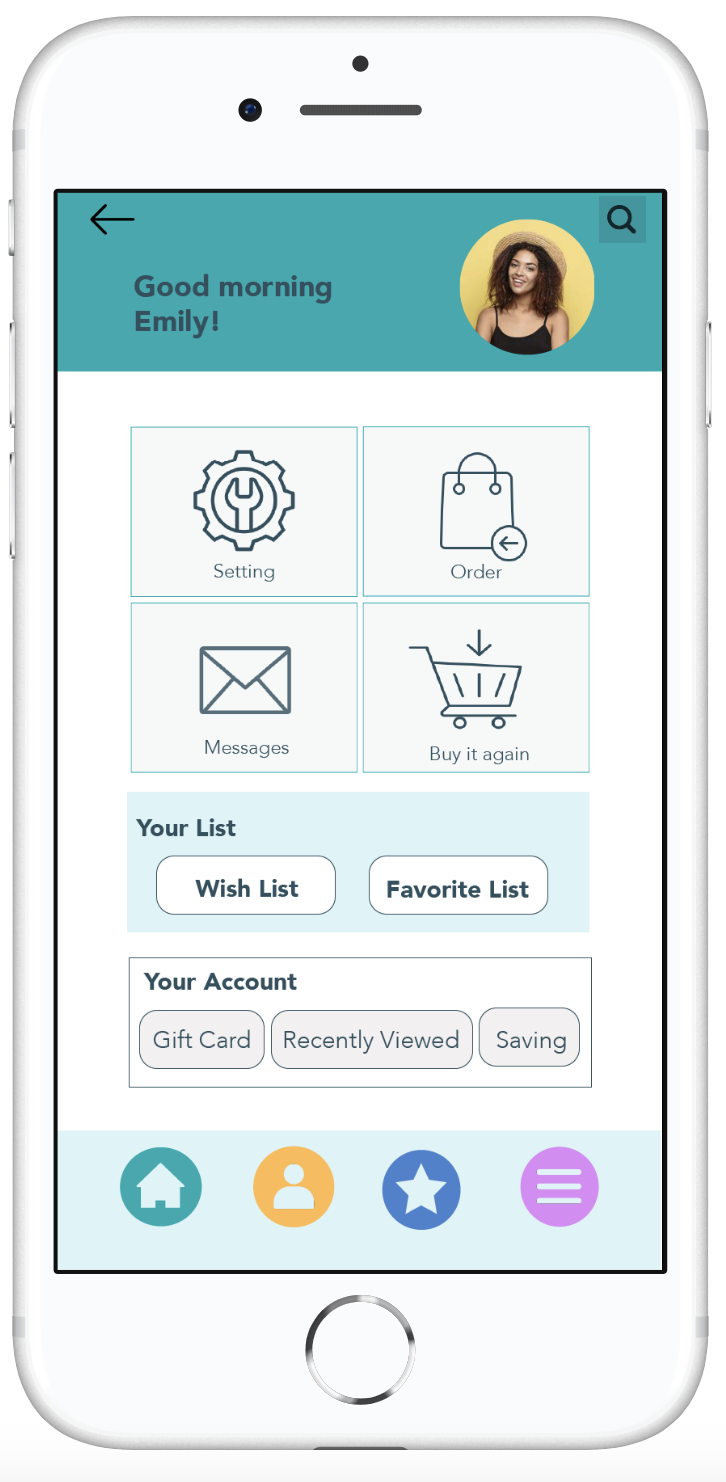 Good morning
Emily!
Setting
Order
Messages
Buy it again
Your List
Wish List
Favorite List
Your Account
Gift Card
Recently Viewed
Saving